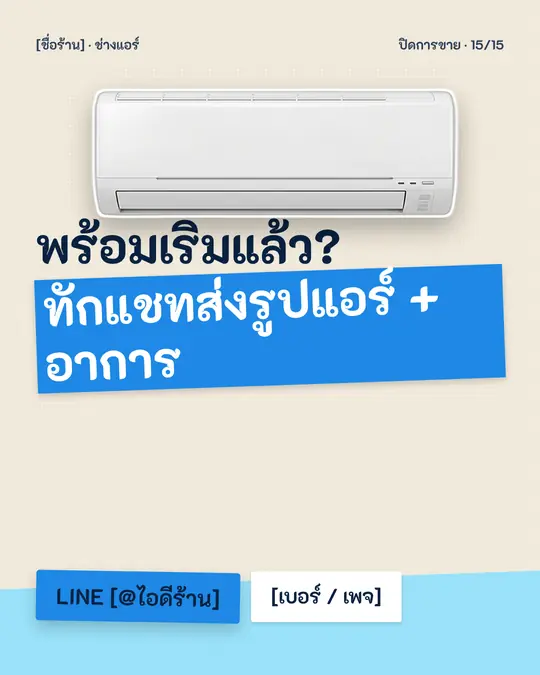 [ชื่อร้าน] · ช่างแอร์
ปิดการขาย · 15/15
พร้อมเริ่มแล้ว?
ทักแชทส่งรูปแอร์ +
อาการ
LINE [@ไอดีร้าน]
[เบอร์ / เพจ]